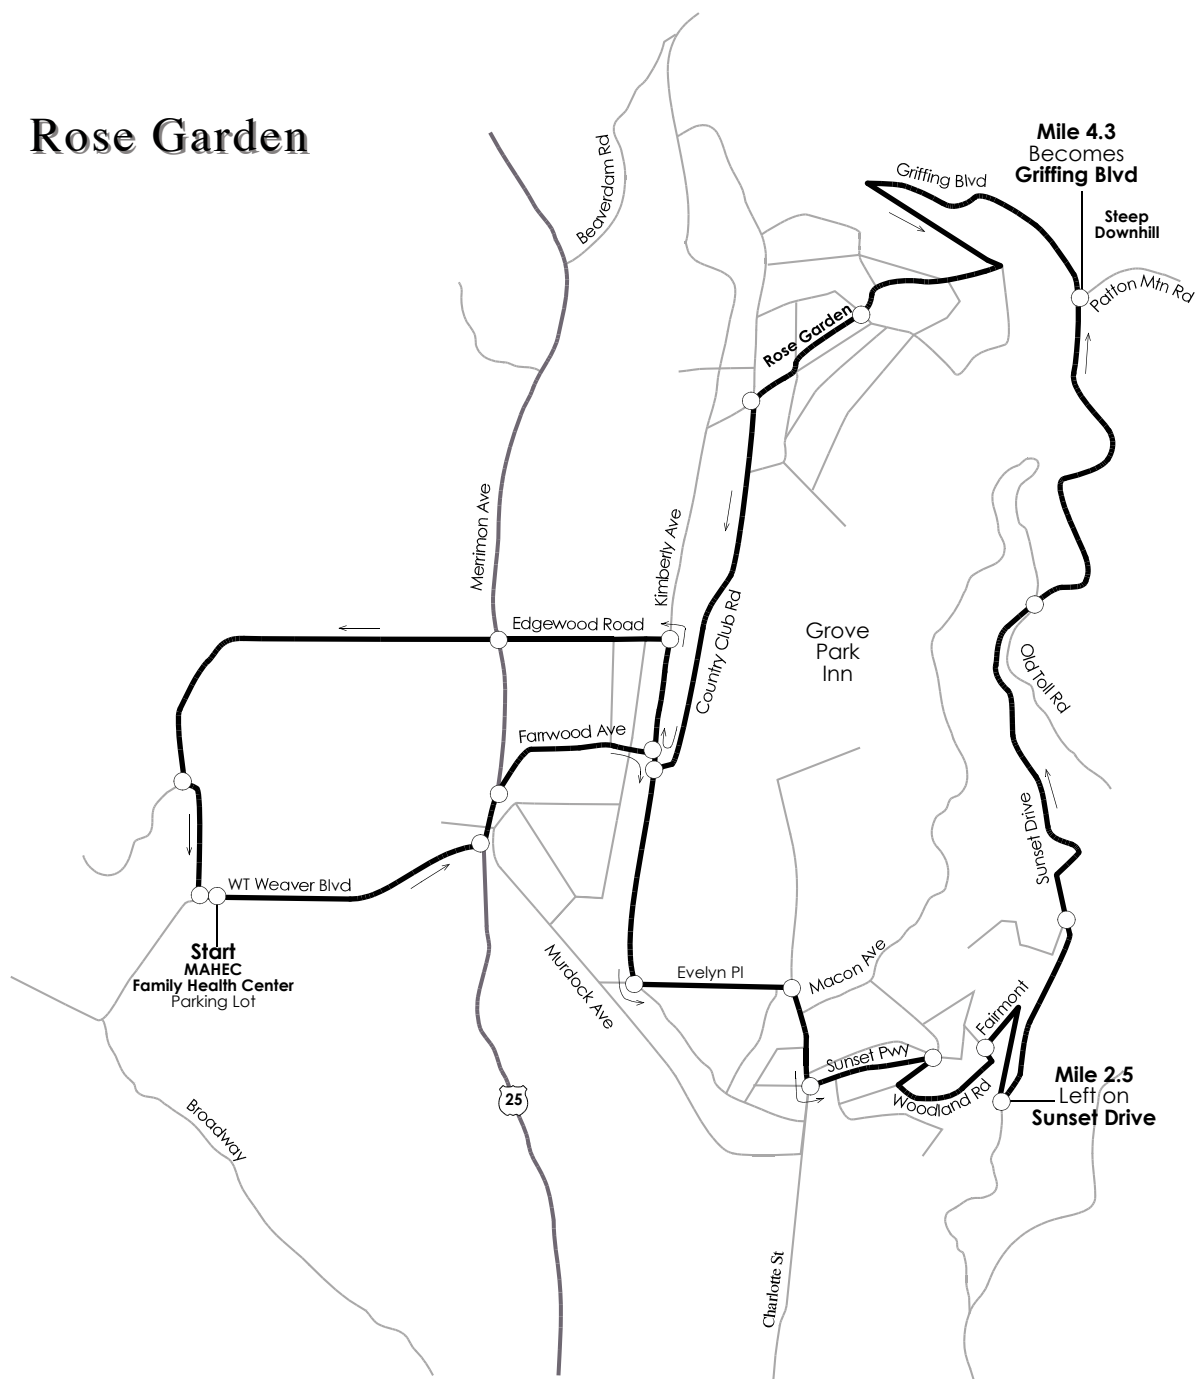 Rose Garden
Mile 4.3
Becomes
Griffing Blvd
Steep
Downhill
Griffing Blvd
Beaverdam Rd
Patton Mtn Rd
Rose Garden
Merrimon Ave
Kimberly Ave
Edgewood Road
Country Club Rd
Grove
Park
Inn
Old Toll Rd
Farrwood Ave
Sunset Drive
WT Weaver Blvd
Start
MAHEC
Family Health Center
Parking Lot
Murdock Ave
Evelyn Pl
Macon Ave
Fairmont
Sunset Pwy
Woodland Rd
Mile 2.5
Left on
Sunset Drive
25
Broadway
Charlotte St